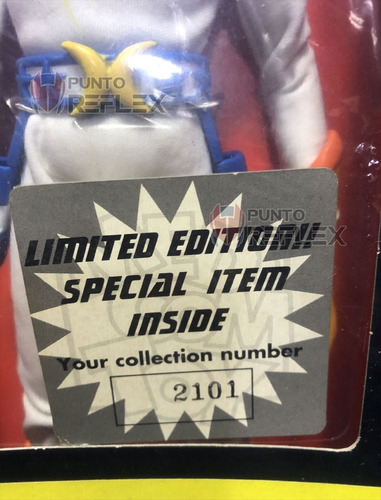 PUNTO
REFLEX
PUNTO
REFLEX
LIMITED EDITION!!
SPECIAL ITEM
INSIDE
Your collection number
2101